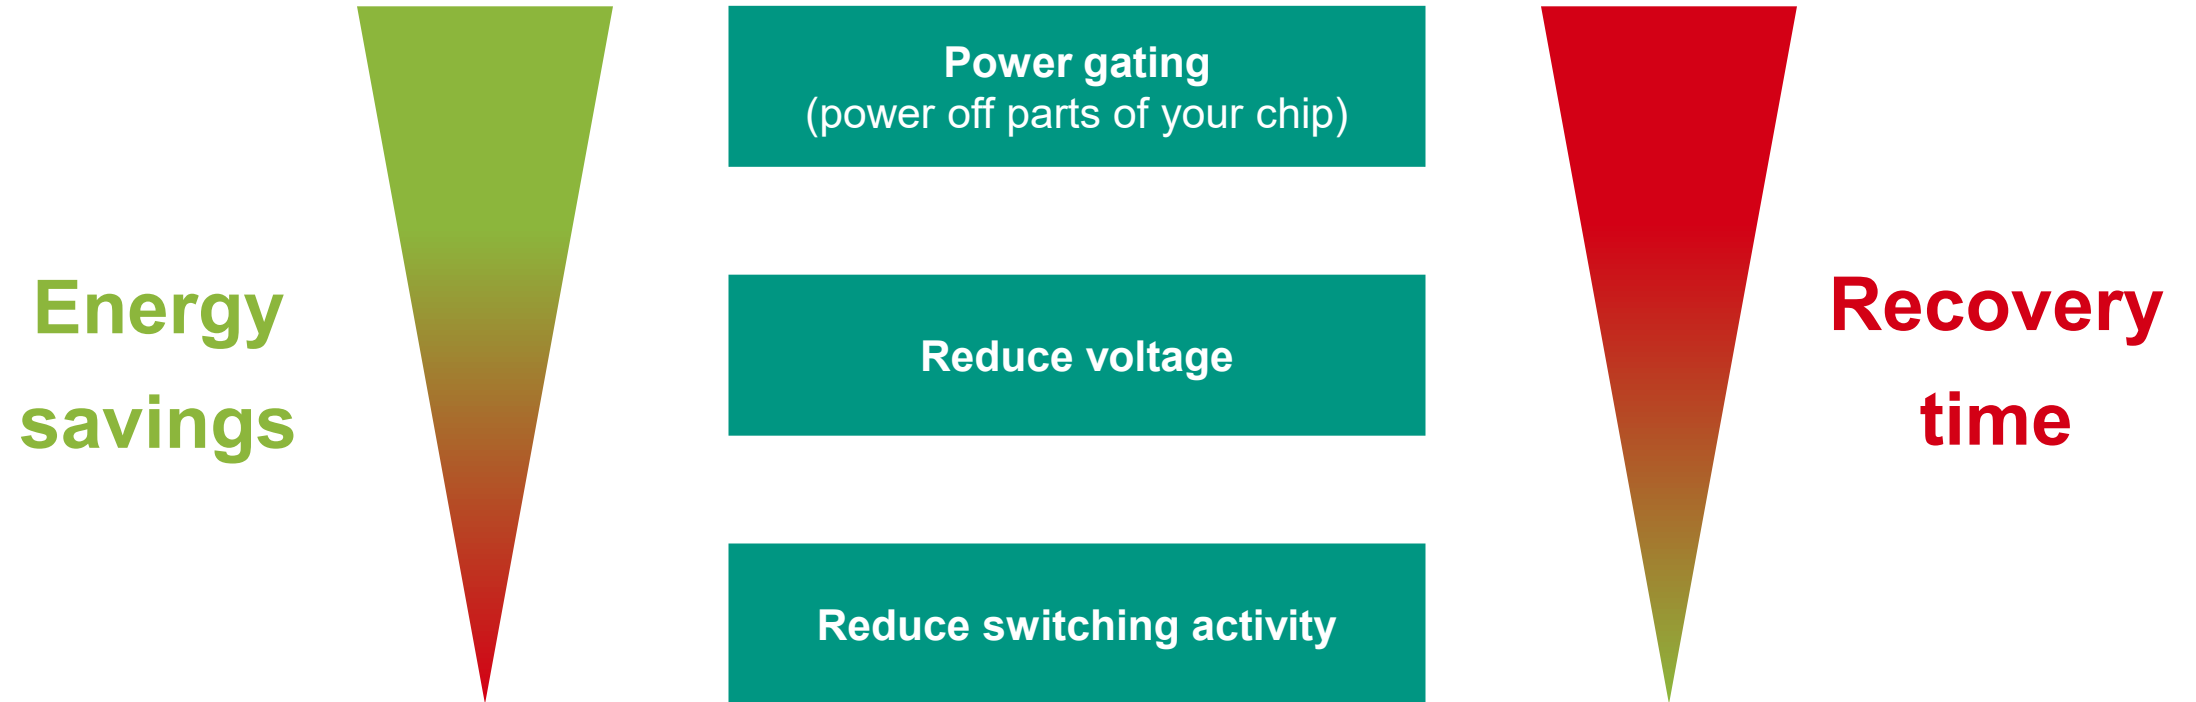 Energy
savings
Power gating
(power off parts of your chip)
Reduce voltage
Reduce switching activity
Recovery
time